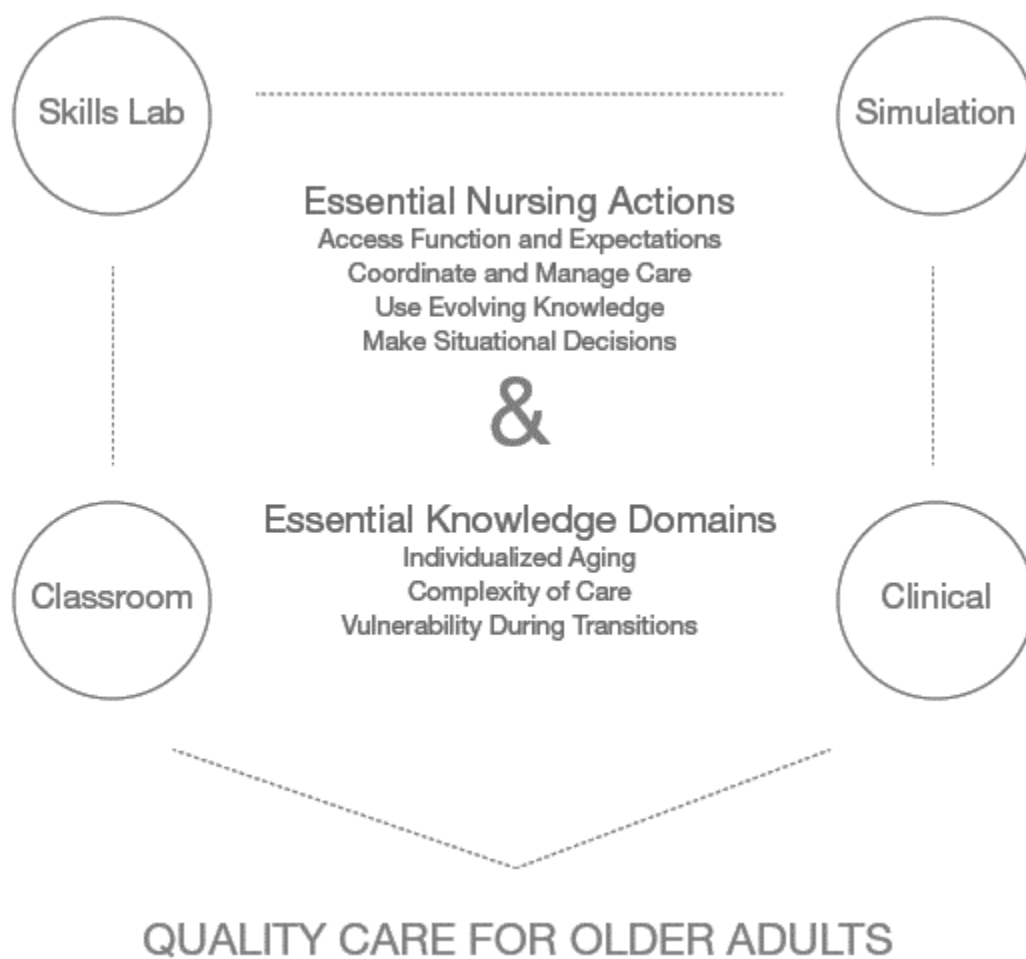 Skills Lab
Simulation
Essential Nursing Actions
Access Function and Expectations
Coordinate and Manage Care
Use Evolving Knowledge
Make Situational Decisions
&
Essential Knowledge Domains
Individualized Aging
Complexity of Care
Vulnerability During Transitions
Classroom
Clinical
QUALITY CARE FOR OLDER ADULTS